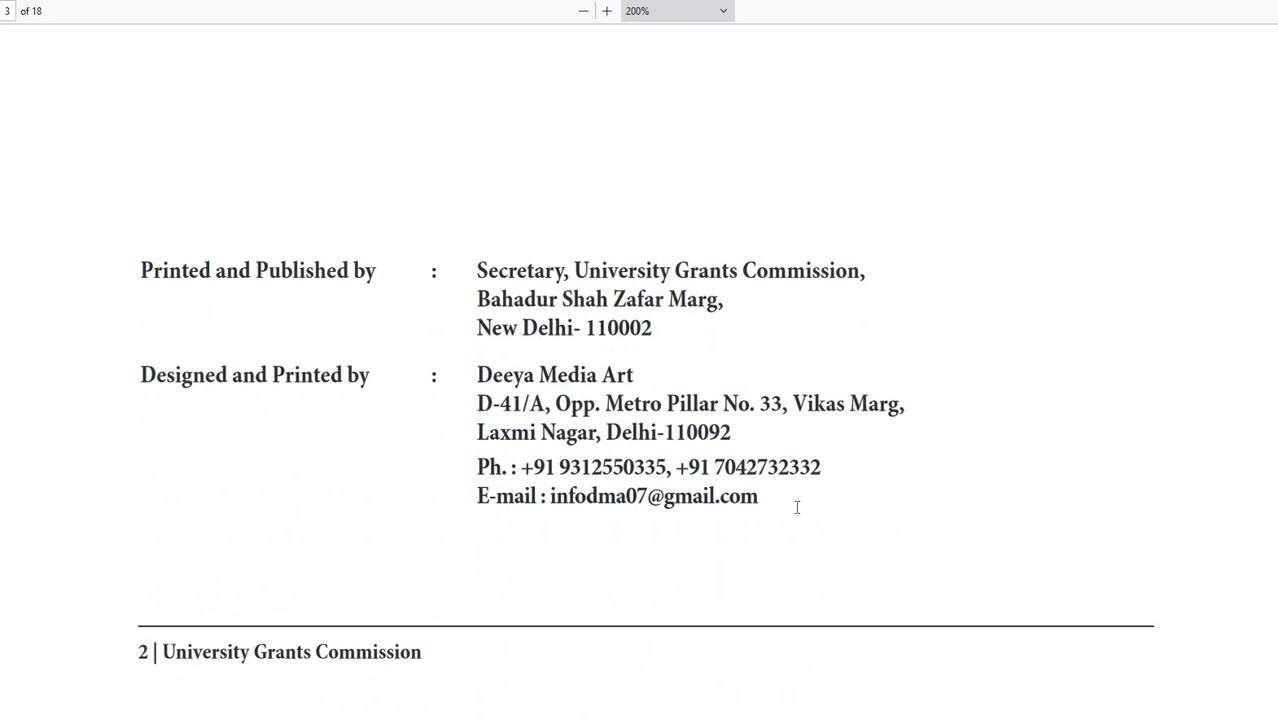 3 of 18 200%
Printed and Published by : Secretary, University Grants Commission,
Bahadur Shah Zafar Marg,
New Delhi- 110002
Designed and Printed by : Deeya Media Art
D-41/A, Opp. Metro Pillar No. 33, Vikas Marg,
Laxmi Nagar, Delhi-110092
Ph. : +91 9312550335, +91 7042732332
E-mail : infodma07@gmail.com
2 | University Grants Commission